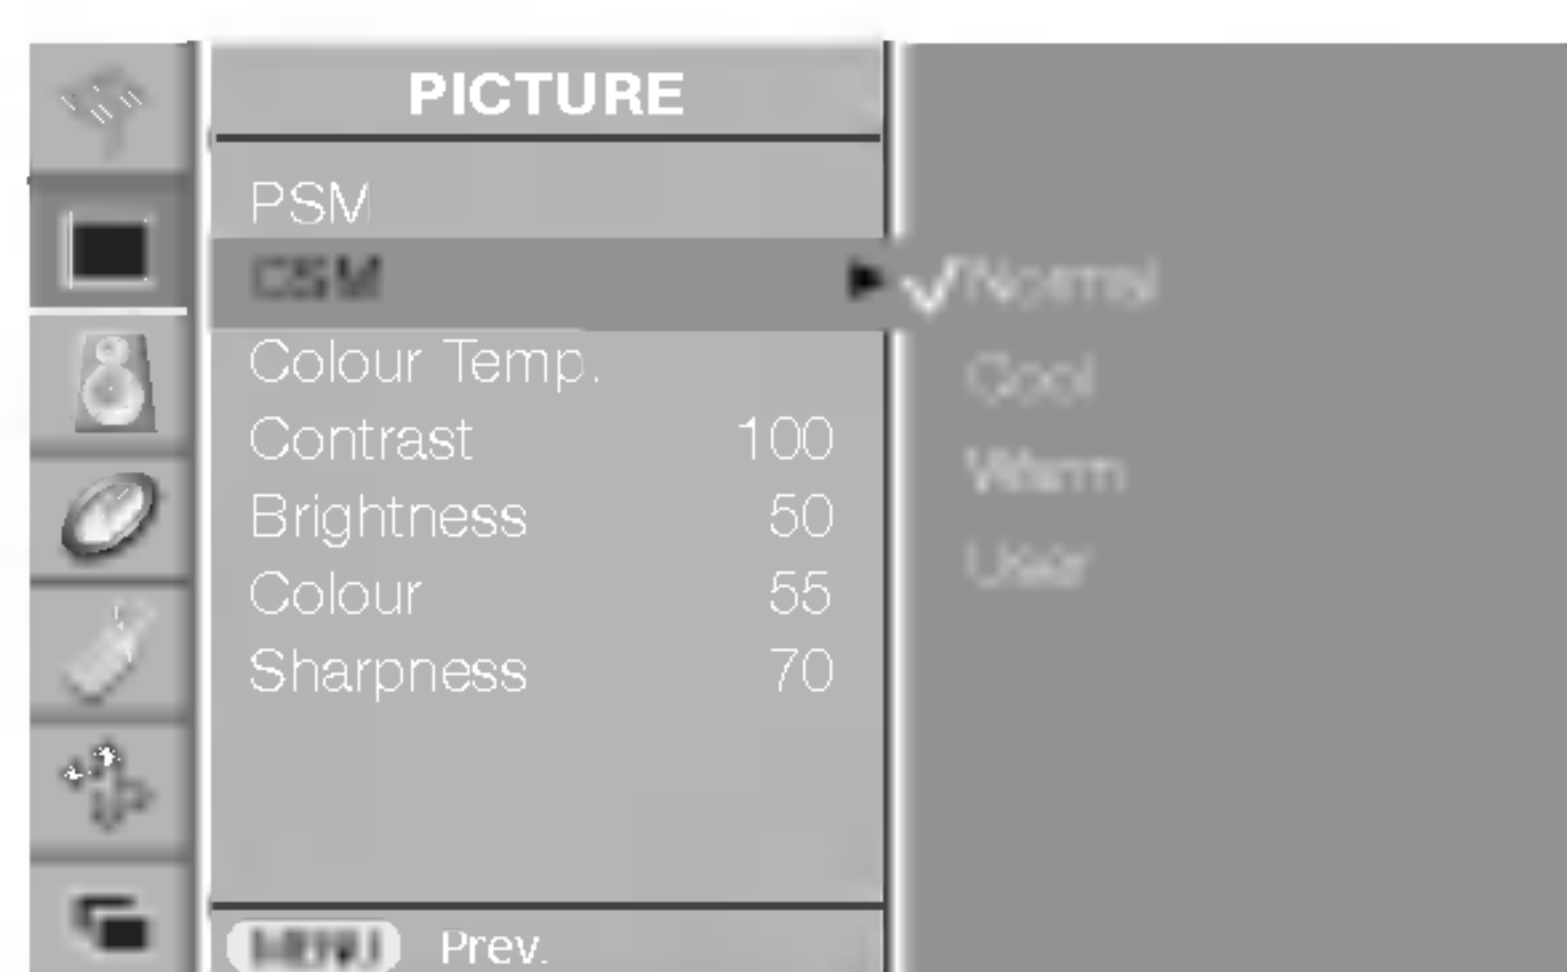 PICTURE
PSM
CSM
Normal
Colour Temp.
Cool
Contrast 100
Warm
Brightness 50
User
Colour 55
Sharpness 70
MENU Prev.